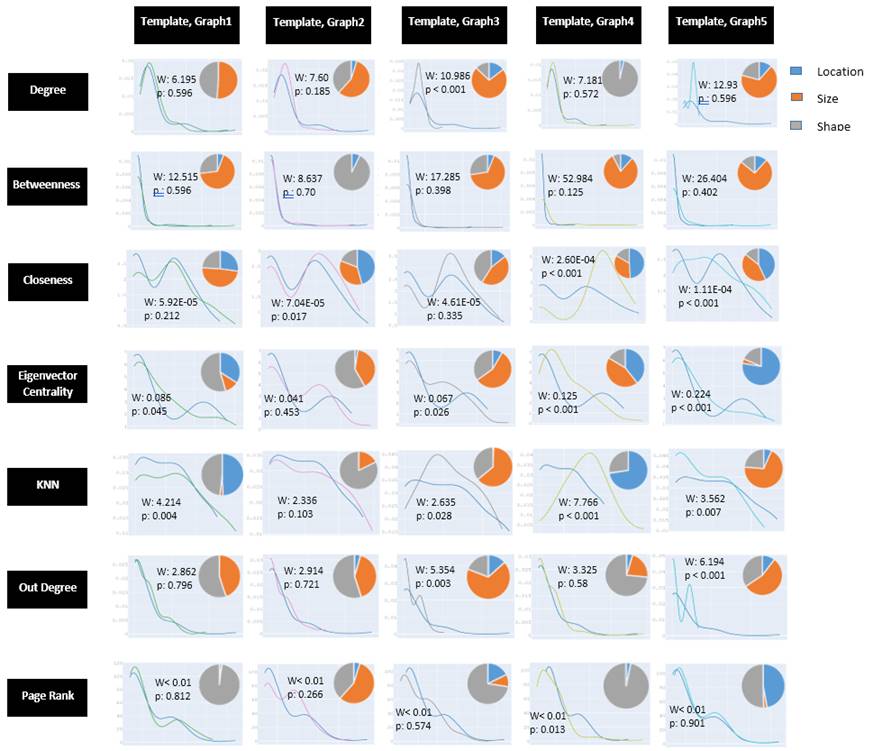 Template, Graph1
Template, Graph2
Template, Graph3
Template, Graph4
Template, Graph5
Location
Size
Shape
Degree
W: 6.195
p: 0.596
W: 7.60
p: 0.185
W: 10.986
p < 0.001
W: 7.181
p: 0.572
W: 12.93
p.: 0.596
Betweenness
W: 12.515
p.: 0.596
W: 8.637
p.: 0.70
W: 17.285
p: 0.398
W: 52.984
p: 0.125
W: 26.404
p: 0.402
Closeness
W: 5.92E-05
p: 0.212
W: 7.04E-05
p: 0.017
W: 4.61E-05
p: 0.335
W: 2.60E-04
p < 0.001
W: 1.11E-04
p < 0.001
Eigenvector
Centrality
W: 0.086
p: 0.045
W: 0.041
p: 0.453
W: 0.067
p: 0.026
W: 0.125
p < 0.001
W: 0.224
p < 0.001
KNN
W: 4.214
p: 0.004
W: 2.336
p: 0.103
W: 2.635
p: 0.028
W: 7.766
p < 0.001
W: 3.562
p: 0.007
Out Degree
W: 2.862
p: 0.796
W: 2.914
p: 0.721
W: 5.354
p: 0.003
W: 3.325
p: 0.58
W: 6.194
p < 0.001
Page Rank
W< 0.01
p: 0.812
W< 0.01
p: 0.266
W< 0.01
p: 0.574
W< 0.01
p: 0.013
W< 0.01
p: 0.901